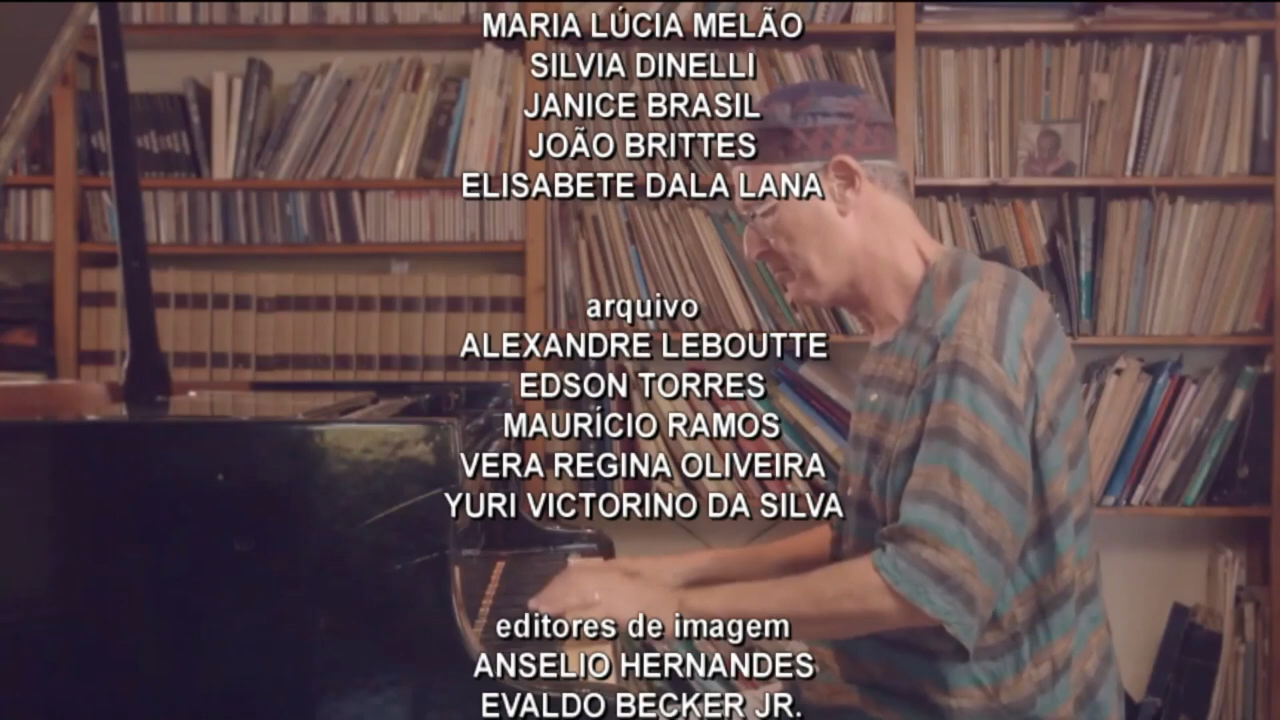 MARIA LÚCIA MELÃO
SILVIA DINELLI
JANICE BRASIL
JOÃO BRITTES
ELISABETE DALA LANA
arquivo
ALEXANDRE LEBOUTTE
EDSON TORRES
MAURÍCIO RAMOS
VERA REGINA OLIVEIRA
YURI VICTORINO DA SILVA
editores de imagem
ANSELIO HERNANDES
EVALDO BECKER JR.